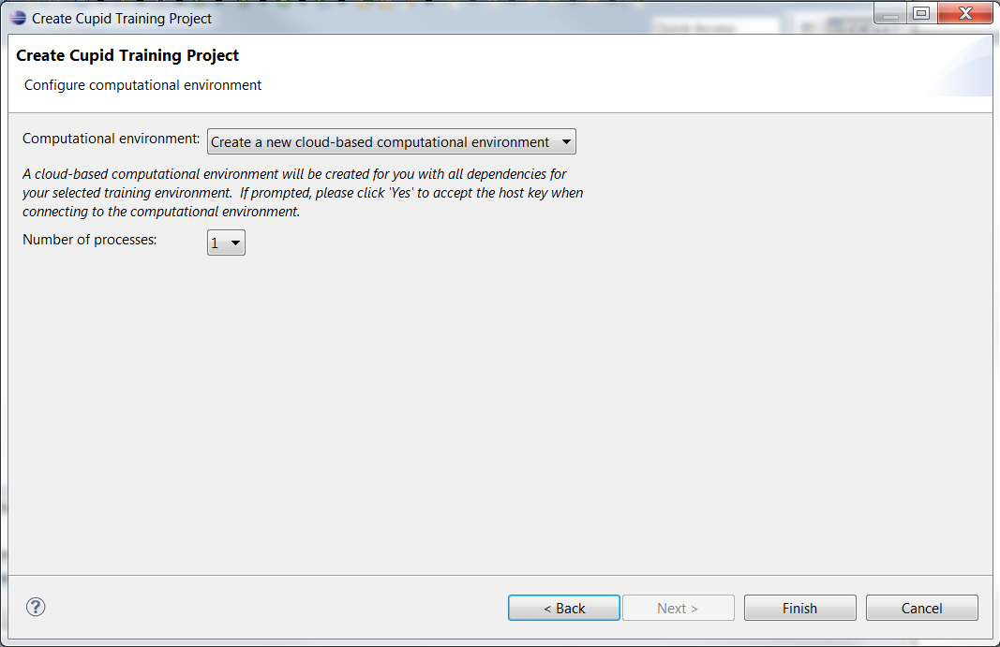 Create Cupid Training Project
Quick Access
Create Cupid Training Project
Configure computational environment
Computational environment: Create a new cloud-based computational environment
A cloud-based computational environment will be created for you with all dependencies for
your selected training environment.  If prompted, please click 'Yes' to accept the host key when
connecting to the computational environment.
Number of processes: 1
?
< Back Next > Finish Cancel